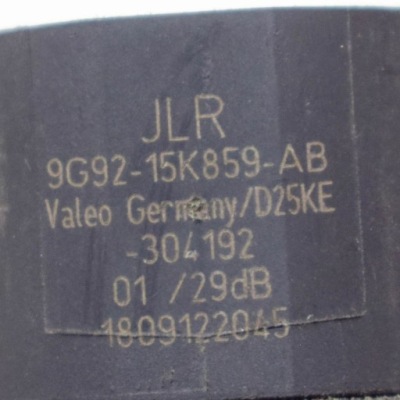 JLR
9G92-15K859-AB
Valeo Germany/D25KE
-304192
01 /29dB
1809122045